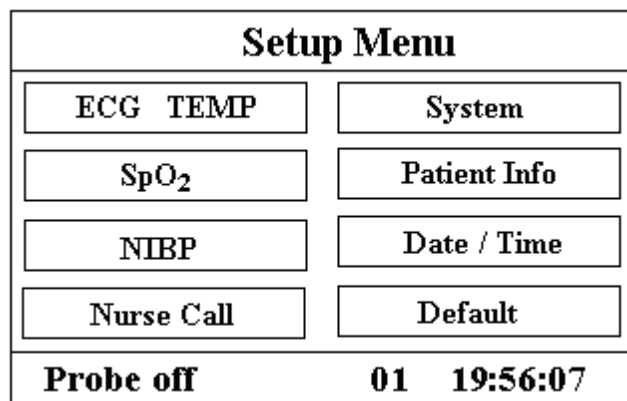 Setup Menu
ECG TEMP
System
SpO₂
Patient Info
NIBP
Date / Time
Nurse Call
Default
Probe off 01 19:56:07